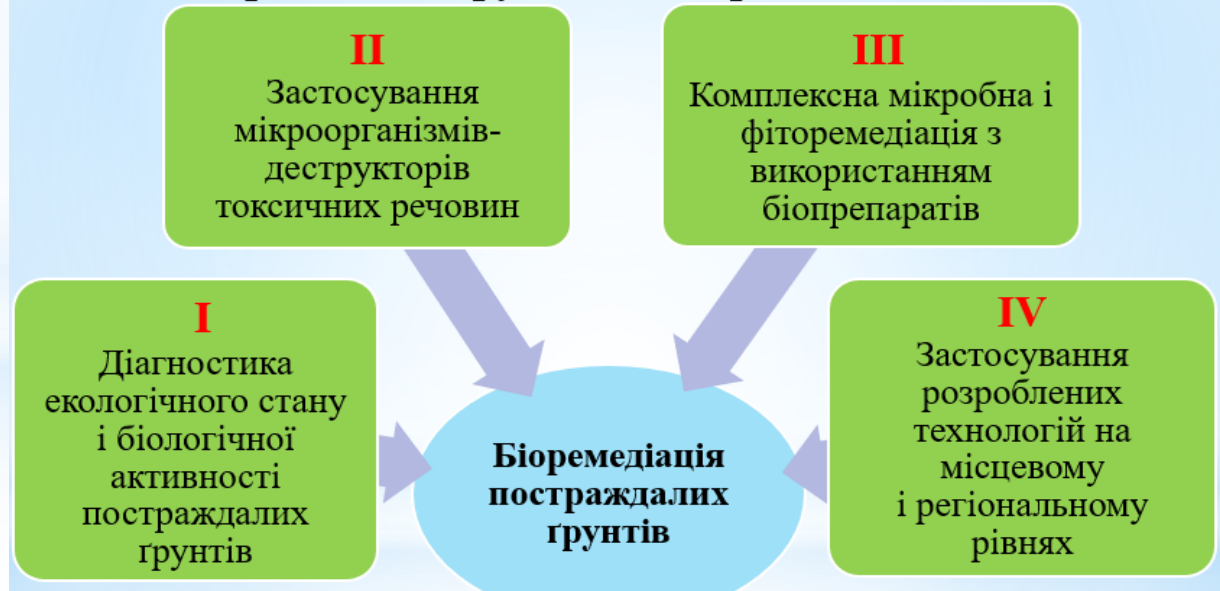 I
Діагностика
екологічного стану
і біологічної
активності
постраждалих
ґрунтів
II
Застосування
мікроорганізмів-
деструкторів
токсичних речовин
III
Комплексна мікробна і
фіторемедіація з
використанням
біопрепаратів
IV
Застосування
розроблених
технологій на
місцевому
і регіональному
рівнях
Біоремедіація
постраждалих
ґрунтів